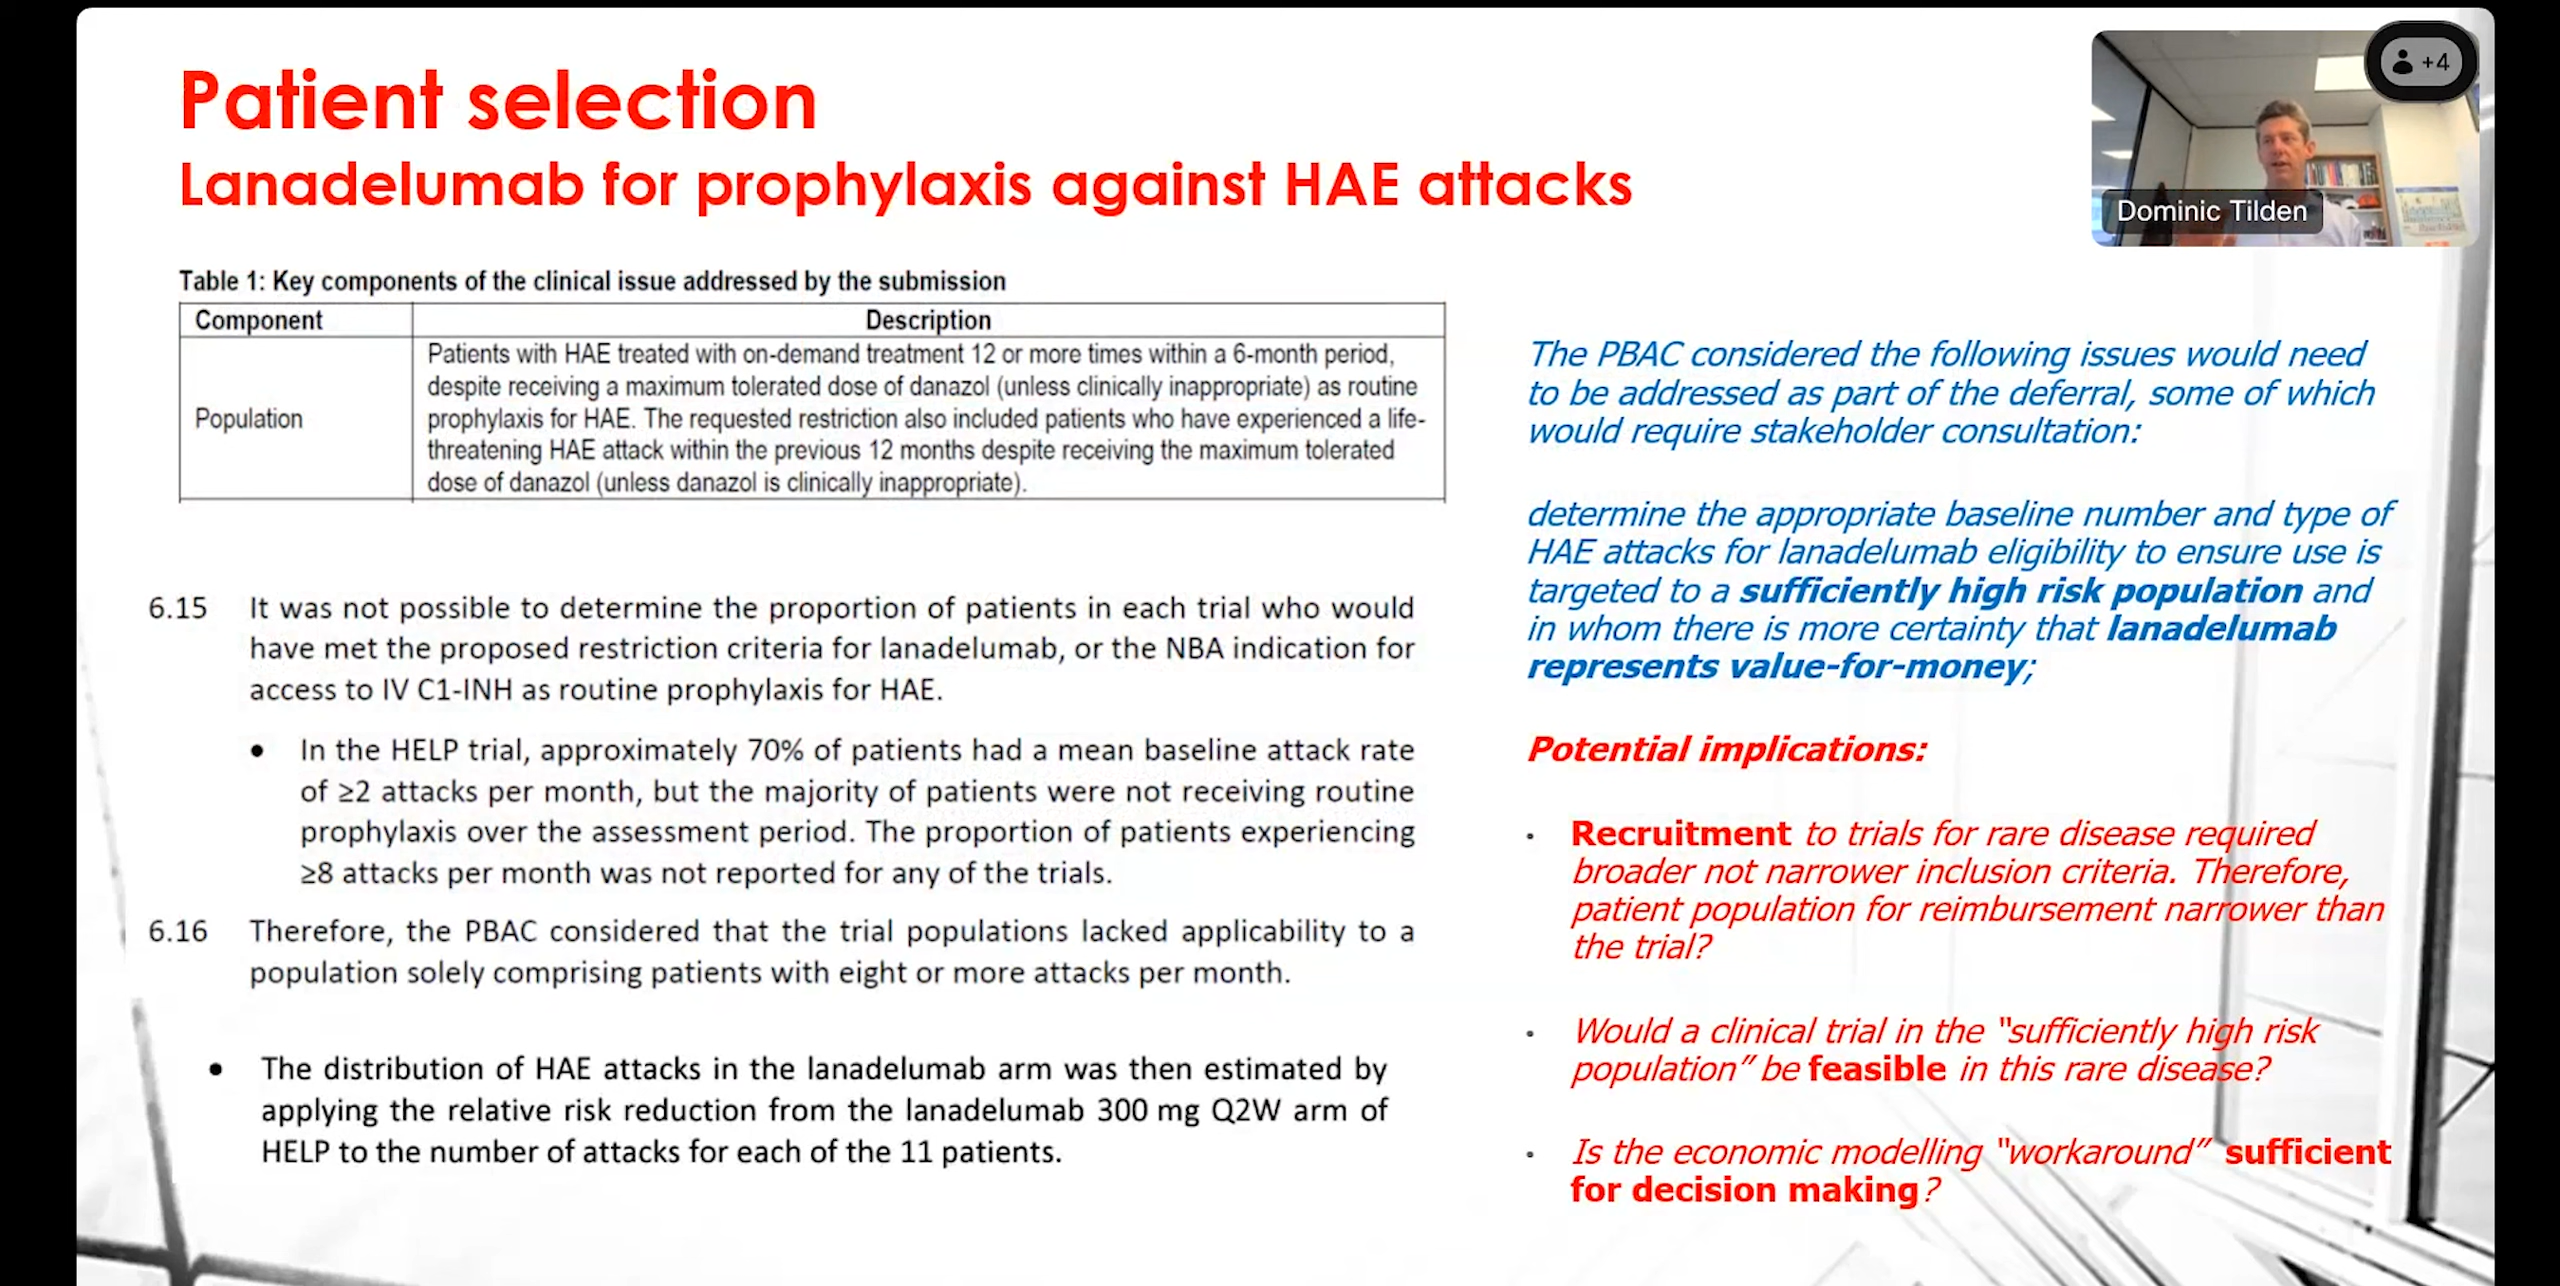 Patient selection
Lanadelumab for prophylaxis against HAE attacks
+4
Dominic Tilden
Table 1: Key components of the clinical issue addressed by the submission
Component
Description
Population
Patients with HAE treated with on-demand treatment 12 or more times within a 6-month period,
despite receiving a maximum tolerated dose of danazol (unless clinically inappropriate) as routine
prophylaxis for HAE. The requested restriction also included patients who have experienced a life-
threatening HAE attack within the previous 12 months despite receiving the maximum tolerated
dose of danazol (unless danazol is clinically inappropriate).
6.15 It was not possible to determine the proportion of patients in each trial who would
have met the proposed restriction criteria for lanadelumab, or the NBA indication for
access to IV C1-INH as routine prophylaxis for HAE.
• In the HELP trial, approximately 70% of patients had a mean baseline attack rate
of ≥2 attacks per month, but the majority of patients were not receiving routine
prophylaxis over the assessment period. The proportion of patients experiencing
≥8 attacks per month was not reported for any of the trials.
6.16 Therefore, the PBAC considered that the trial populations lacked applicability to a
population solely comprising patients with eight or more attacks per month.
• The distribution of HAE attacks in the lanadelumab arm was then estimated by
applying the relative risk reduction from the lanadelumab 300 mg Q2W arm of
HELP to the number of attacks for each of the 11 patients.
The PBAC considered the following issues would need
to be addressed as part of the deferral, some of which
would require stakeholder consultation:
determine the appropriate baseline number and type of
HAE attacks for lanadelumab eligibility to ensure use is
targeted to a sufficiently high risk population and
in whom there is more certainty that lanadelumab
represents value-for-money;
Potential implications:
• Recruitment to trials for rare disease required
broader not narrower inclusion criteria. Therefore,
patient population for reimbursement narrower than
the trial?
• Would a clinical trial in the “sufficiently high risk
population” be feasible in this rare disease?
• Is the economic modelling “workaround” sufficient
for decision making?